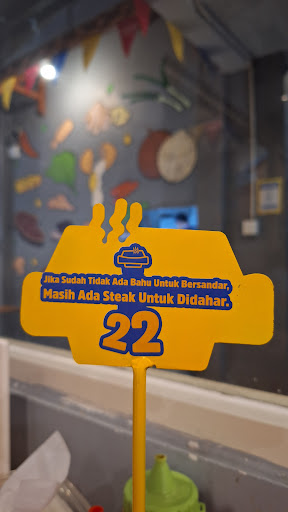 Jika Sudah Tidak Ada Bahu Untuk Bersandar,
Masih Ada Steak Untuk Didahar.
22